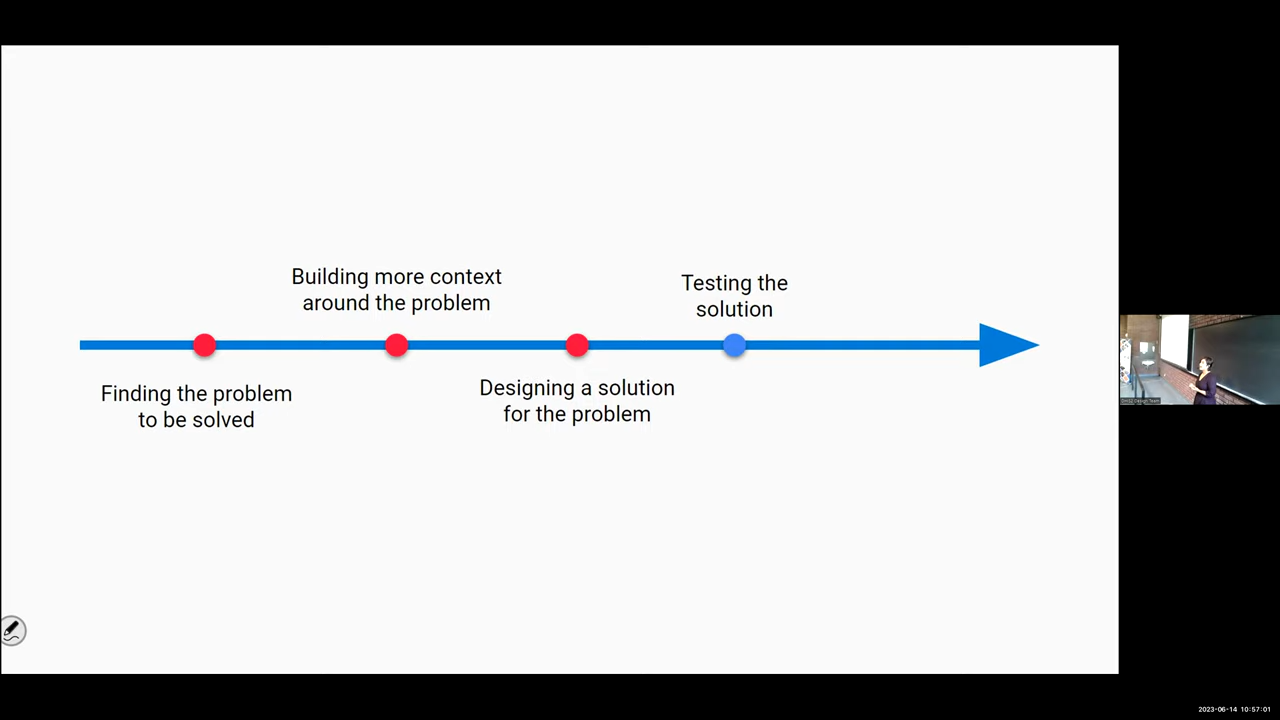 Building more context
around the problem
Testing the
solution
Finding the problem
to be solved
Designing a solution
for the problem
2023-06-14 10:57:01